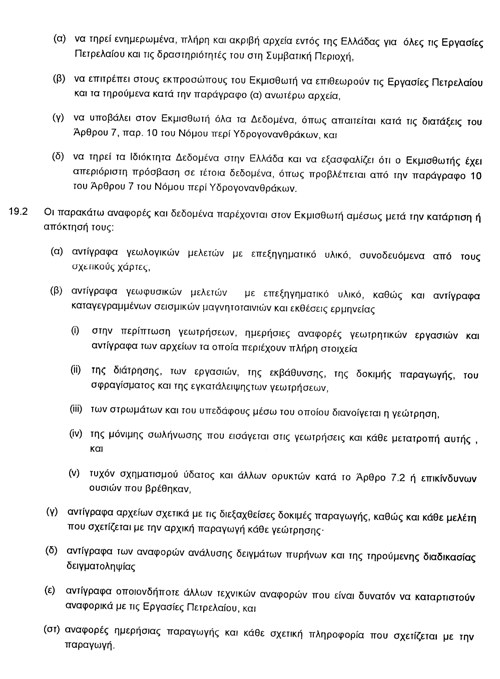 (α) να τηρεί ενημερωμένα, πλήρη και ακριβή αρχεία εντός της Ελλάδας για όλες τις Εργασίες
Πετρελαίου και τις δραστηριότητές του στη Συμβατική Περιοχή,
(β) να επιτρέπει στους εκπροσώπους του Εκμισθωτή να επιθεωρούν τις Εργασίες Πετρελαίου
και τα τηρούμενα κατά την παράγραφο (α) ανωτέρω αρχεία,
(γ) να υποβάλει στον Εκμισθωτή όλα τα Δεδομένα, όπως απαιτείται κατά τις διατάξεις του
Άρθρου 7, παρ. 10 του Νόμου περί Υδρογονανθράκων, και
(δ) να τηρεί τα Ιδιόκτητα Δεδομένα στην Ελλάδα και να εξασφαλίζει ότι ο Εκμισθωτής έχει
απεριόριστη πρόσβαση σε τέτοια δεδομένα, όπως προβλέπεται από την παράγραφο 10
του Άρθρου 7 του Νόμου περί Υδρογονανθράκων.
19.2 Οι παρακάτω αναφορές και δεδομένα παρέχονται στον Εκμισθωτή αμέσως μετά την κατάρτιση ή
απόκτησή τους:
(α) αντίγραφα γεωλογικών μελετών με επεξηγηματικό υλικό, συνοδευόμενα από τους
σχετικούς χάρτες,
(β) αντίγραφα γεωφυσικών μελετών με επεξηγηματικό υλικό, καθώς και αντίγραφα
καταγεγραμμένων σεισμικών μαγνητοταινιών και εκθέσεις ερμηνείας
(i) στην περίπτωση γεωτρήσεων, ημερήσιες αναφορές γεωτρητικών εργασιών και
αντίγραφα των αρχείων τα οποία περιέχουν πλήρη στοιχεία
(ii) της διάτρησης, των εργασιών, της εκβάθυνσης, της δοκιμής παραγωγής, του
σφραγίσματος και της εγκατάλειψηςτων γεωτρήσεων,
(iii) των στρωμάτων και του υπεδάφους μέσω του οποίου διανοίγεται η γεώτρηση,
(iv) της μόνιμης σωλήνωσης που εισάγεται στις γεωτρήσεις και κάθε μετατροπή αυτής ,
και
(v) τυχόν σχηματισμού ύδατος και άλλων ορυκτών κατά το Άρθρο 7.2 ή επικίνδυνων
ουσιών που βρέθηκαν,
(γ) αντίγραφα αρχείων σχετικά με τις διεξαχθείσες δοκιμές παραγωγής, καθώς και κάθε μελέτη
που σχετίζεται με την αρχική παραγωγή κάθε γεώτρησης·
(δ) αντίγραφα των αναφορών ανάλυσης δειγμάτων πυρήνων και της τηρούμενης διαδικασίας
δειγματοληψίας
(ε) αντίγραφα οποιονδήποτε άλλων τεχνικών αναφορών που είναι δυνατόν να καταρτιστούν
αναφορικά με τις Εργασίες Πετρελαίου, και
(στ) αναφορές ημερήσιας παραγωγής και κάθε σχετική πληροφορία που σχετίζεται με την
παραγωγή.